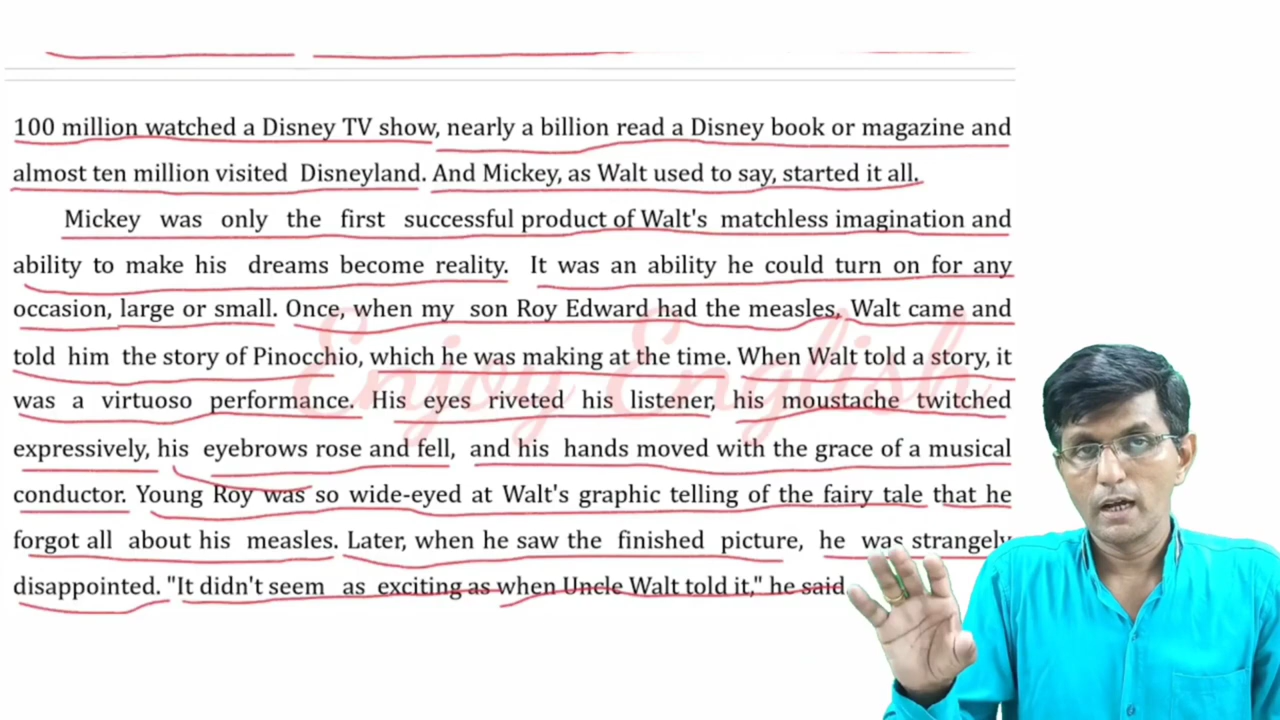 100 million watched a Disney TV show, nearly a billion read a Disney book or magazine and
almost ten million visited Disneyland. And Mickey, as Walt used to say, started it all.
Mickey was only the first successful product of Walt's matchless imagination and
ability to make his dreams become reality. It was an ability he could turn on for any
occasion, large or small. Once, when my son Roy Edward had the measles, Walt came and
told him the story of Pinocchio, which he was making at the time. When Walt told a story, it
was a virtuoso performance. His eyes riveted his listener, his moustache twitched
expressively, his eyebrows rose and fell, and his hands moved with the grace of a musical
conductor. Young Roy was so wide-eyed at Walt's graphic telling of the fairy tale that he
forgot all about his measles. Later, when he saw the finished picture, he was strangely
disappointed. "It didn't seem as exciting as when Uncle Walt told it," he said
Enjoy English